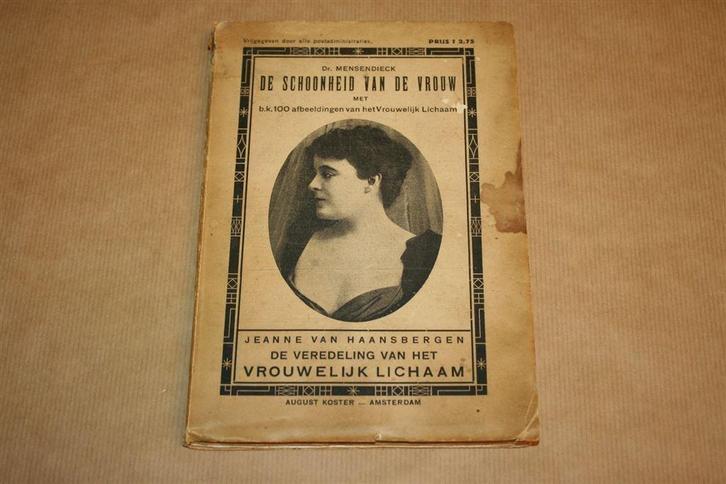 Vrijgegeven door alle postadministraties. PRIJS f 2,75
Dr. MENSENDIECK
DE SCHOONHEID VAN DE VROUW
MET
b.k. 100 afbeeldingen van het Vrouwelijk Lichaam
JEANNE VAN HAANSBERGEN
DE VEREDELING VAN HET
VROUWELIJK LICHAAM
AUGUST KOSTER — AMSTERDAM